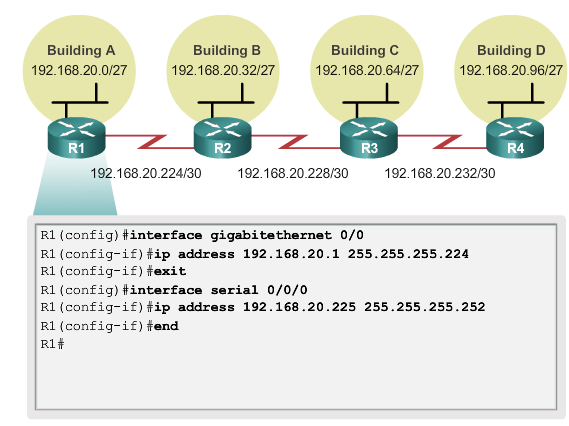 Building A
192.168.20.0/27
Building B
192.168.20.32/27
Building C
192.168.20.64/27
Building D
192.168.20.96/27
R1
R2
R3
R4
192.168.20.224/30
192.168.20.228/30
192.168.20.232/30
R1(config)#interface gigabitethernet 0/0
R1(config-if)#ip address 192.168.20.1 255.255.255.224
R1(config-if)#exit
R1(config)#interface serial 0/0/0
R1(config-if)#ip address 192.168.20.225 255.255.255.252
R1(config-if)#end
R1#